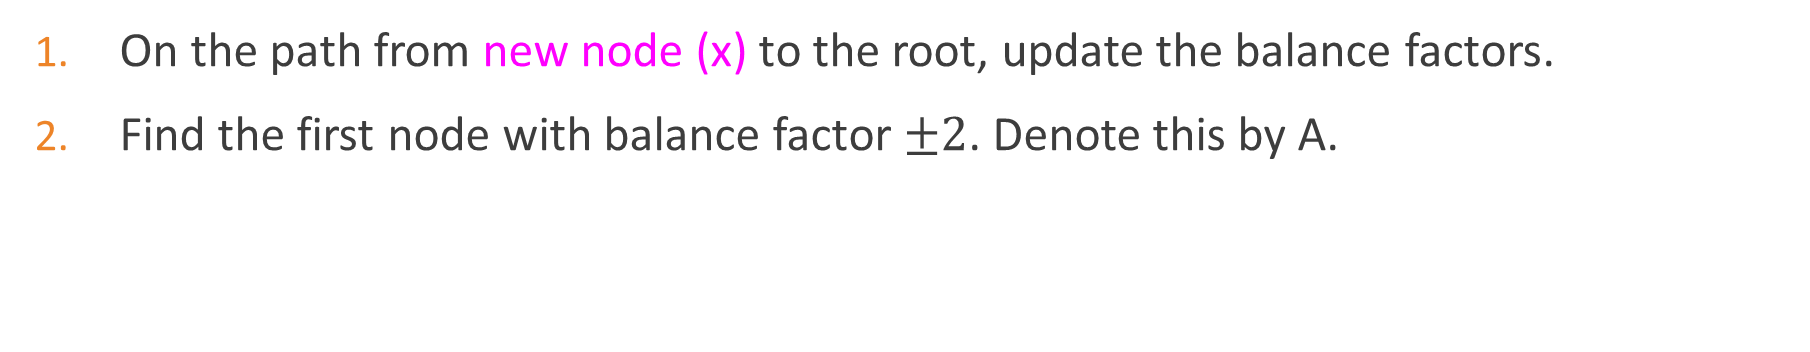 1. On the path from new node (x) to the root, update the balance factors.
2. Find the first node with balance factor ±2. Denote this by A.